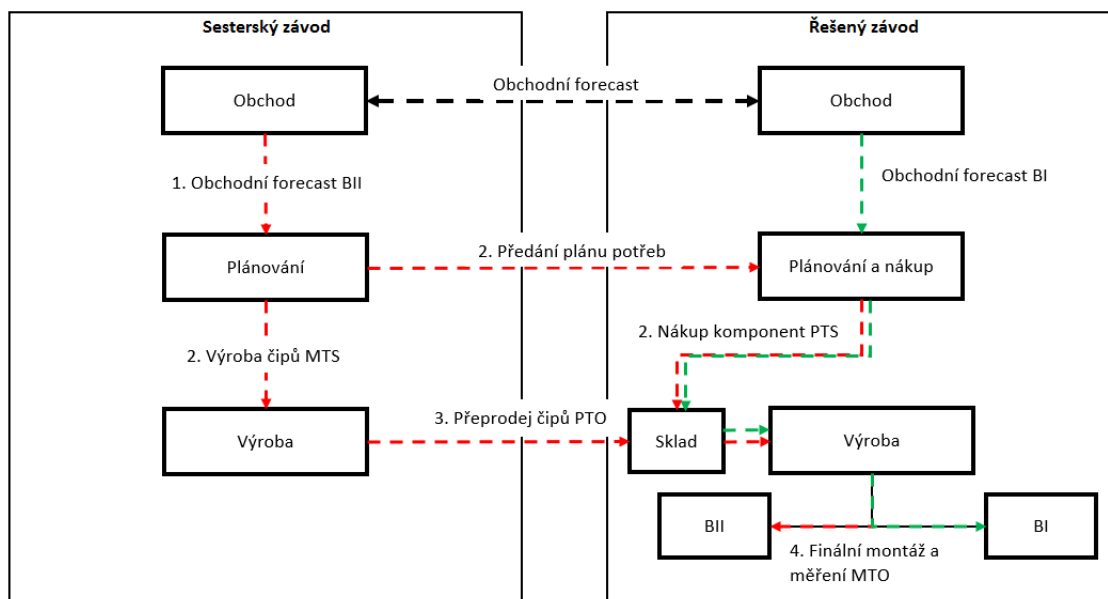 Sesterský závod
Řešený závod
Obchodní forecast
Obchod
Obchod
1. Obchodní forecast BII
Obchodní forecast BI
Plánování
2. Předání plánu potřeb
Plánování a nákup
2. Nákup komponent PTS
2. Výroba čipů MTS
Výroba
3. Přeprodej čipů PTO
Sklad
Výroba
BII
BI
4. Finální montáž a
měření MTO